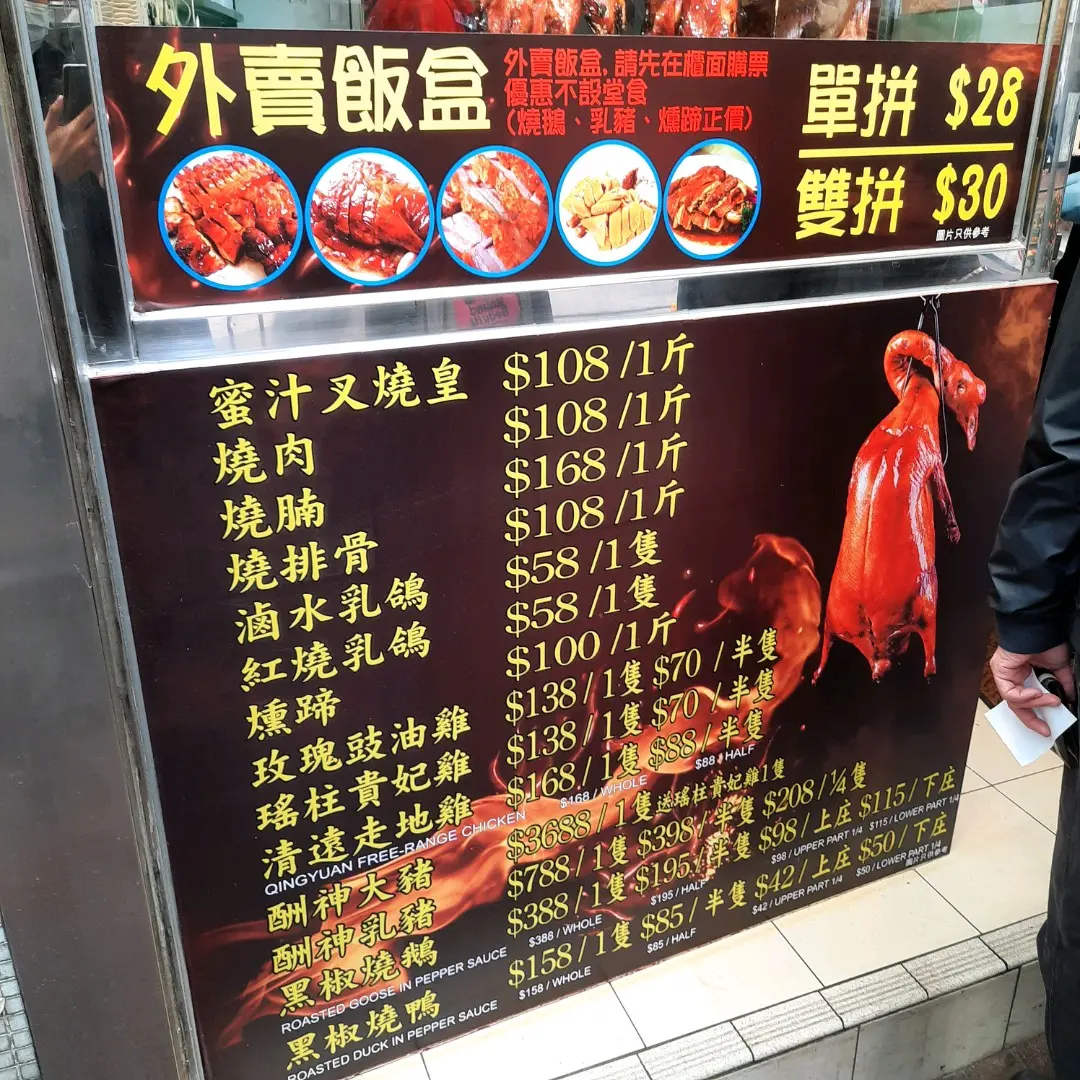 外賣飯盒
外賣飯盒, 請先在櫃面購票
優惠不設堂食
(燒鵝、乳豬、燻蹄正價)
單拼 $28
雙拼 $30
圖片只供參考
蜜汁叉燒皇 $108 /1斤
燒肉 $108 /1斤
燒腩 $168 /1斤
燒排骨 $108 /1斤
滷水乳鴿 $58 /1隻
紅燒乳鴿 $58 /1隻
燻蹄 $100 /1斤
玫瑰豉油雞 $138 /1隻 $70 /半隻
瑤柱貴妃雞 $138 /1隻 $70 /半隻
清遠走地雞 $168 /1隻 $88 /半隻
QINGYUAN FREE-RANGE CHICKEN $168 / WHOLE $88 / HALF
酬神大豬 $3688 /1隻 送瑤柱貴妃雞1隻
酬神乳豬 $788 /1隻 $398 /半隻 $208 /¼隻
黑椒燒鵝 $388 /1隻 $195 /半隻 $98 /上庄 $115 /下庄
ROASTED GOOSE IN PEPPER SAUCE $388 / WHOLE $195 / HALF $98 / UPPER PART 1/4 $115 / LOWER PART 1/4
黑椒燒鴨 $158 /1隻 $85 /半隻 $42 /上庄 $50 /下庄
ROASTED DUCK IN PEPPER SAUCE $158 / WHOLE $85 / HALF $42 / UPPER PART 1/4 $50 / LOWER PART 1/4
圖片只供參考